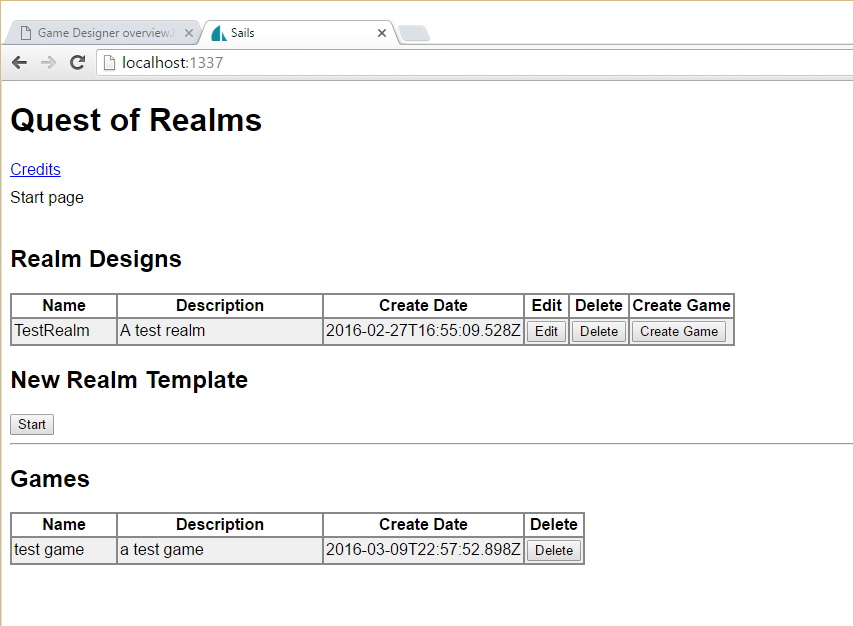 Game Designer overview.
Sails
localhost:1337
Quest of Realms
Credits
Start page
Realm Designs
Name Description Create Date Edit Delete Create Game
TestRealm A test realm 2016-02-27T16:55:09.528Z Edit Delete Create Game
New Realm Template
Start
Games
Name Description Create Date Delete
test game a test game 2016-03-09T22:57:52.898Z Delete